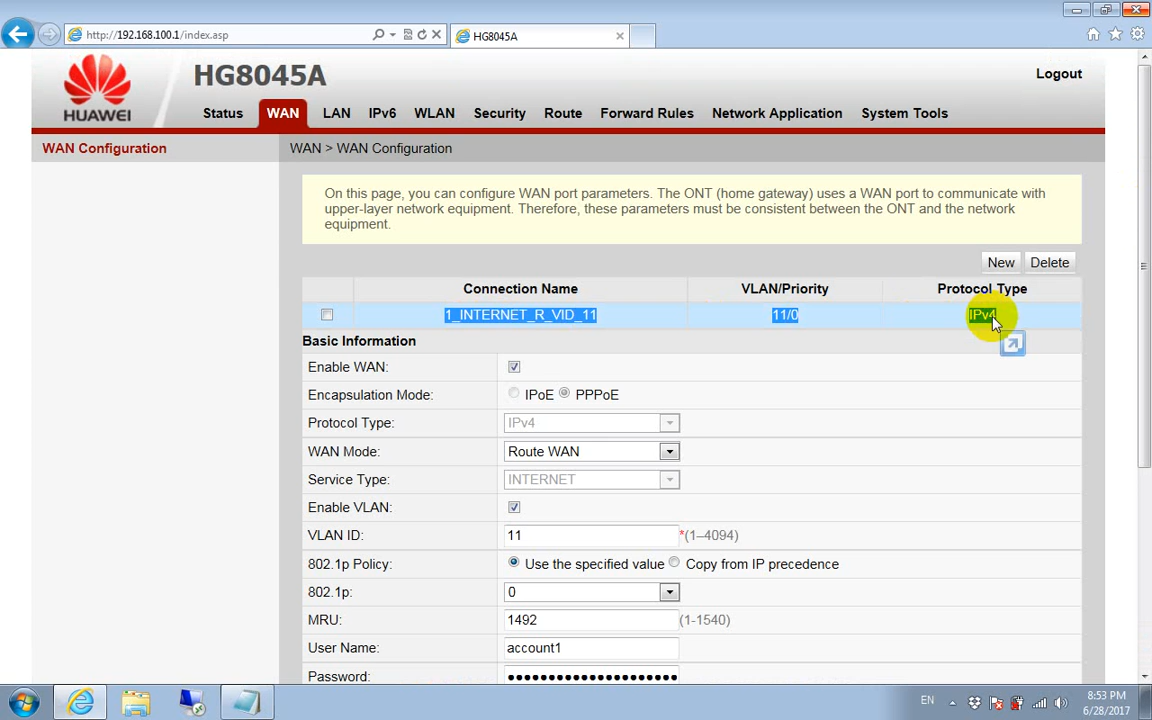 http://192.168.100.1/index.asp
HG8045A
HUAWEI
HG8045A
Logout
Status WAN LAN IPv6 WLAN Security Route Forward Rules Network Application System Tools
WAN Configuration
WAN > WAN Configuration
On this page, you can configure WAN port parameters. The ONT (home gateway) uses a WAN port to communicate with
upper-layer network equipment. Therefore, these parameters must be consistent between the ONT and the network
equipment.
New Delete
Connection Name VLAN/Priority Protocol Type
1_INTERNET_R_VID_11 11/0 IPv4
Basic Information
Enable WAN:
Encapsulation Mode: IPoE PPPoE
Protocol Type: IPv4
WAN Mode: Route WAN
Service Type: INTERNET
Enable VLAN:
VLAN ID: 11 *(1–4094)
802.1p Policy: Use the specified value Copy from IP precedence
802.1p: 0
MRU: 1492 (1-1540)
User Name: account1
Password: ●●●●●●●●●●●●●●●●●●●●●
EN
8:53 PM
6/28/2017